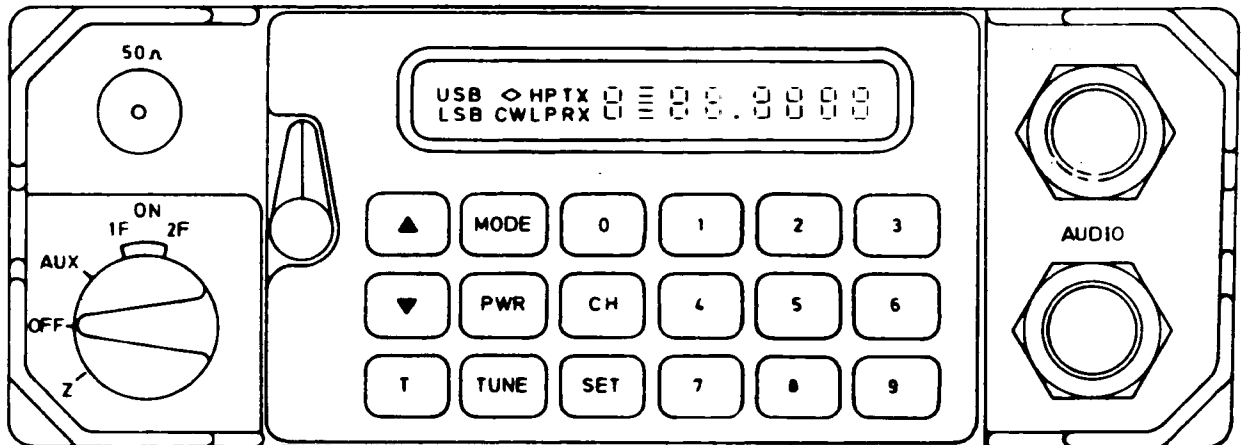 50Ω
USB ◇ HPTX
LSB CWLPRX
ON
1F 2F
AUX
OFF
Z
▲ MODE 0 1 2 3
▼ PWR CH 4 5 6
T TUNE SET 7 8 9
AUDIO